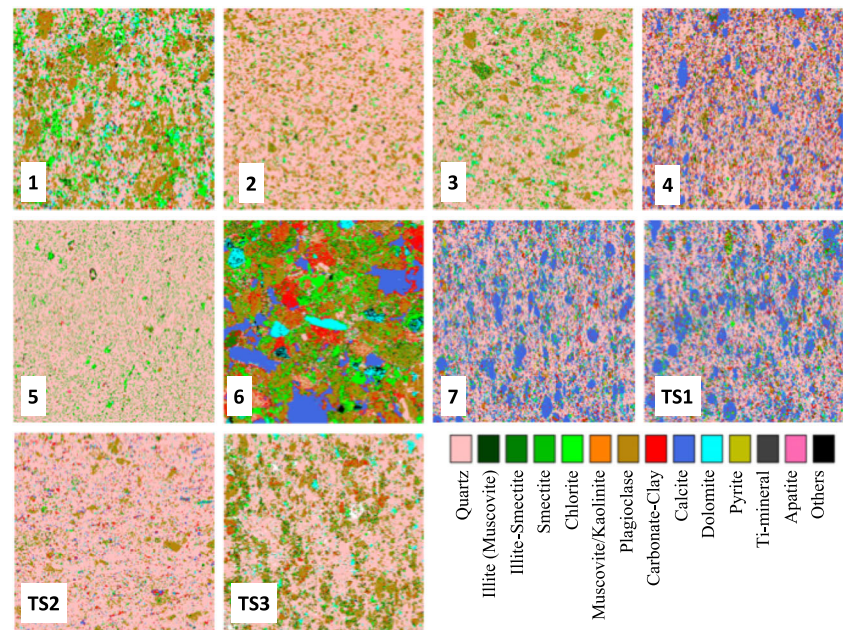 1
2
3
4
5
6
7
TS1
TS2
TS3
Quartz
Illite (Muscovite)
Illite-Smectite
Smectite
Chlorite
Muscovite/Kaolinite
Plagioclase
Carbonate-Clay
Calcite
Dolomite
Pyrite
Ti-mineral
Apatite
Others